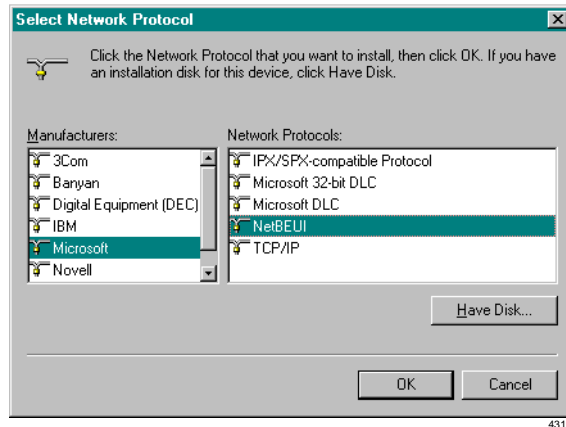 Select Network Protocol
Click the Network Protocol that you want to install, then click OK. If you have
an installation disk for this device, click Have Disk.
Manufacturers:
3Com
Banyan
Digital Equipment (DEC)
IBM
Microsoft
Novell
Network Protocols:
IPX/SPX-compatible Protocol
Microsoft 32-bit DLC
Microsoft DLC
NetBEUI
TCP/IP
Have Disk...
OK
Cancel
431